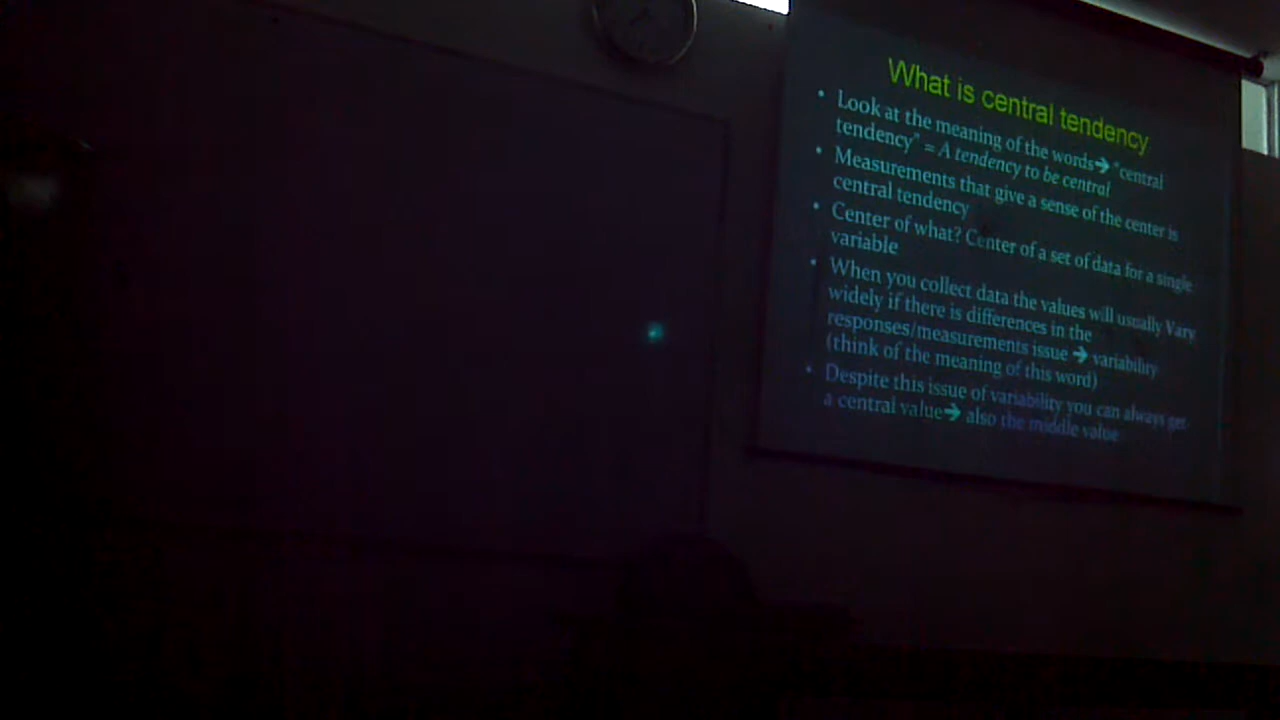 What is central tendency
• Look at the meaning of the words➔ "central
tendency" = A tendency to be central
• Measurements that give a sense of the center is
central tendency
• Center of what? Center of a set of data for a single
variable
• When you collect data the values will usually Vary
widely if there is differences in the
responses/measurements issue ➔ variability
(think of the meaning of this word)
• Despite this issue of variability you can always get
a central value➔ also the middle value